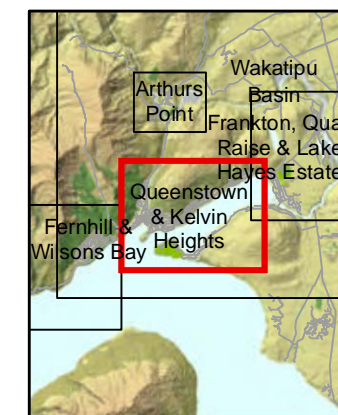 Wakatipu
Basin
Arthurs
Point
Frankton, Qua
Raise & Lake
Hayes Estate
Queenstown
& Kelvin
Heights
Fernhill &
Wilsons Bay